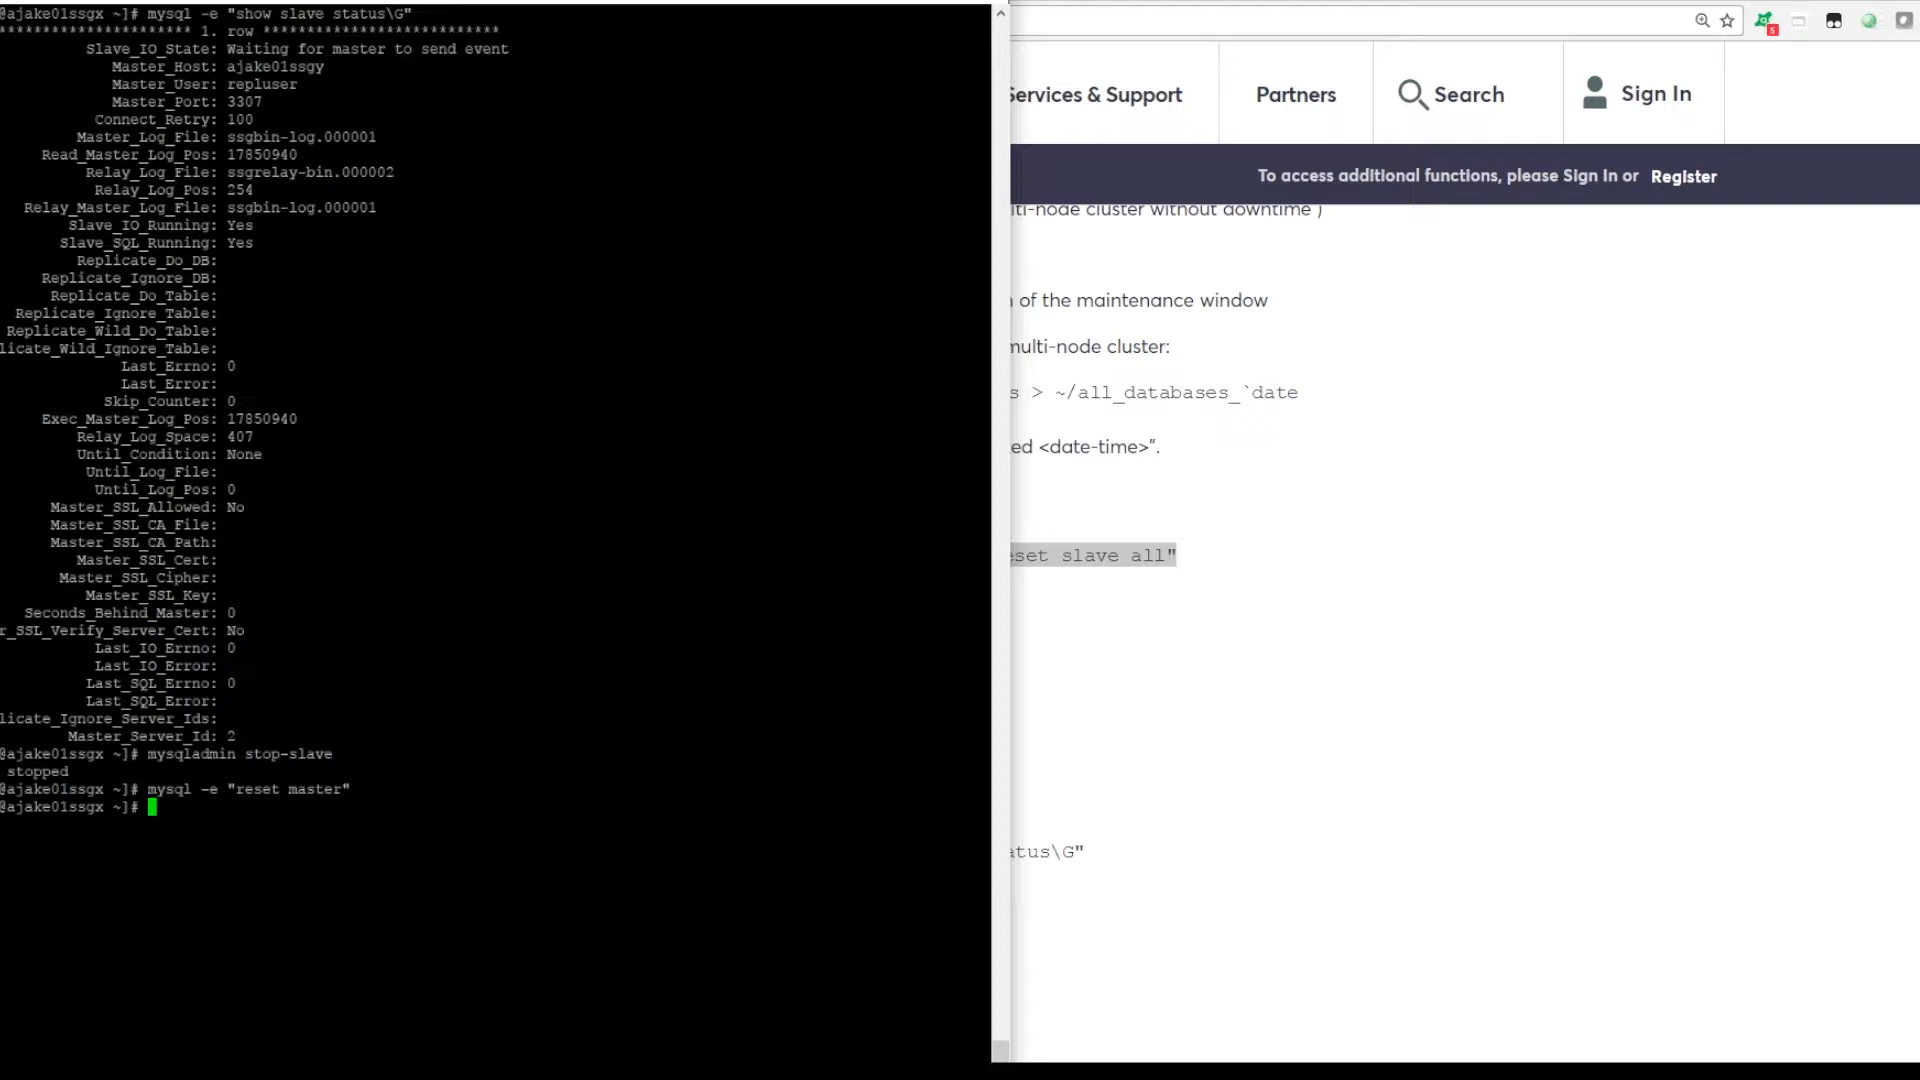 @ajake01ssgx ~]# mysql -e "show slave status\G"
********************** 1. row ***************************
Slave_IO_State: Waiting for master to send event
Master_Host: ajake01ssgy
Master_User: repluser
Master_Port: 3307
Connect_Retry: 100
Master_Log_File: ssgbin-log.000001
Read_Master_Log_Pos: 17850940
Relay_Log_File: ssgrelay-bin.000002
Relay_Log_Pos: 254
Relay_Master_Log_File: ssgbin-log.000001
Slave_IO_Running: Yes
Slave_SQL_Running: Yes
Replicate_Do_DB:
Replicate_Ignore_DB:
Replicate_Do_Table:
Replicate_Ignore_Table:
Replicate_Wild_Do_Table:
licate_Wild_Ignore_Table:
Last_Errno: 0
Last_Error:
Skip_Counter: 0
Exec_Master_Log_Pos: 17850940
Relay_Log_Space: 407
Until_Condition: None
Until_Log_File:
Until_Log_Pos: 0
Master_SSL_Allowed: No
Master_SSL_CA_File:
Master_SSL_CA_Path:
Master_SSL_Cert:
Master_SSL_Cipher:
Master_SSL_Key:
Seconds_Behind_Master: 0
r_SSL_Verify_Server_Cert: No
Last_IO_Errno: 0
Last_IO_Error:
Last_SQL_Errno: 0
Last_SQL_Error:
licate_Ignore_Server_Ids:
Master_Server_Id: 2
@ajake01ssgx ~]# mysqladmin stop-slave
stopped
@ajake01ssgx ~]# mysql -e "reset master"
@ajake01ssgx ~]#
5
Services & Support
Partners
Search
Sign In
To access additional functions, please Sign In or Register
lti-node cluster without downtime )
of the maintenance window
multi-node cluster:
s > ~/all_databases_`date
ed <date-time>".
eset slave all"
atus\G"